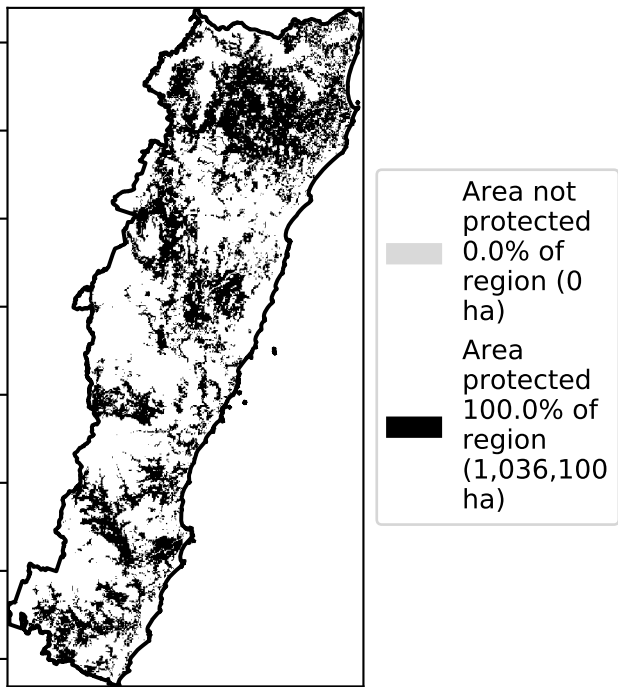 Area not
protected
0.0% of
region (0
ha)
Area
protected
100.0% of
region
(1,036,100
ha)